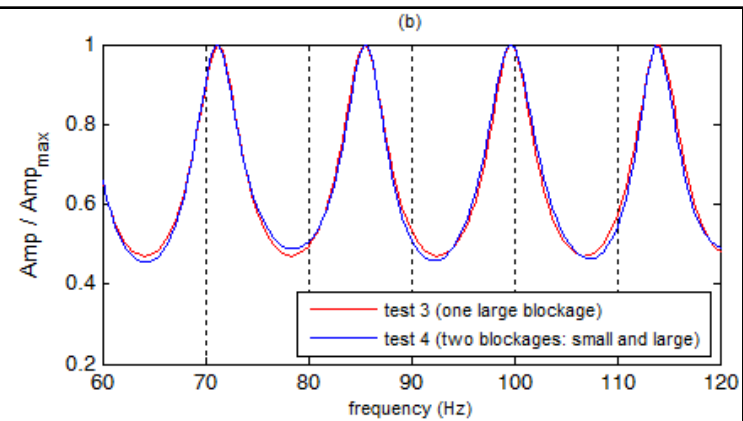 (b)
1
0.8
0.6
0.4
0.2
Amp / Ampmax
test 3 (one large blockage)
test 4 (two blockages: small and large)
60 70 80 90 100 110 120
frequency (Hz)